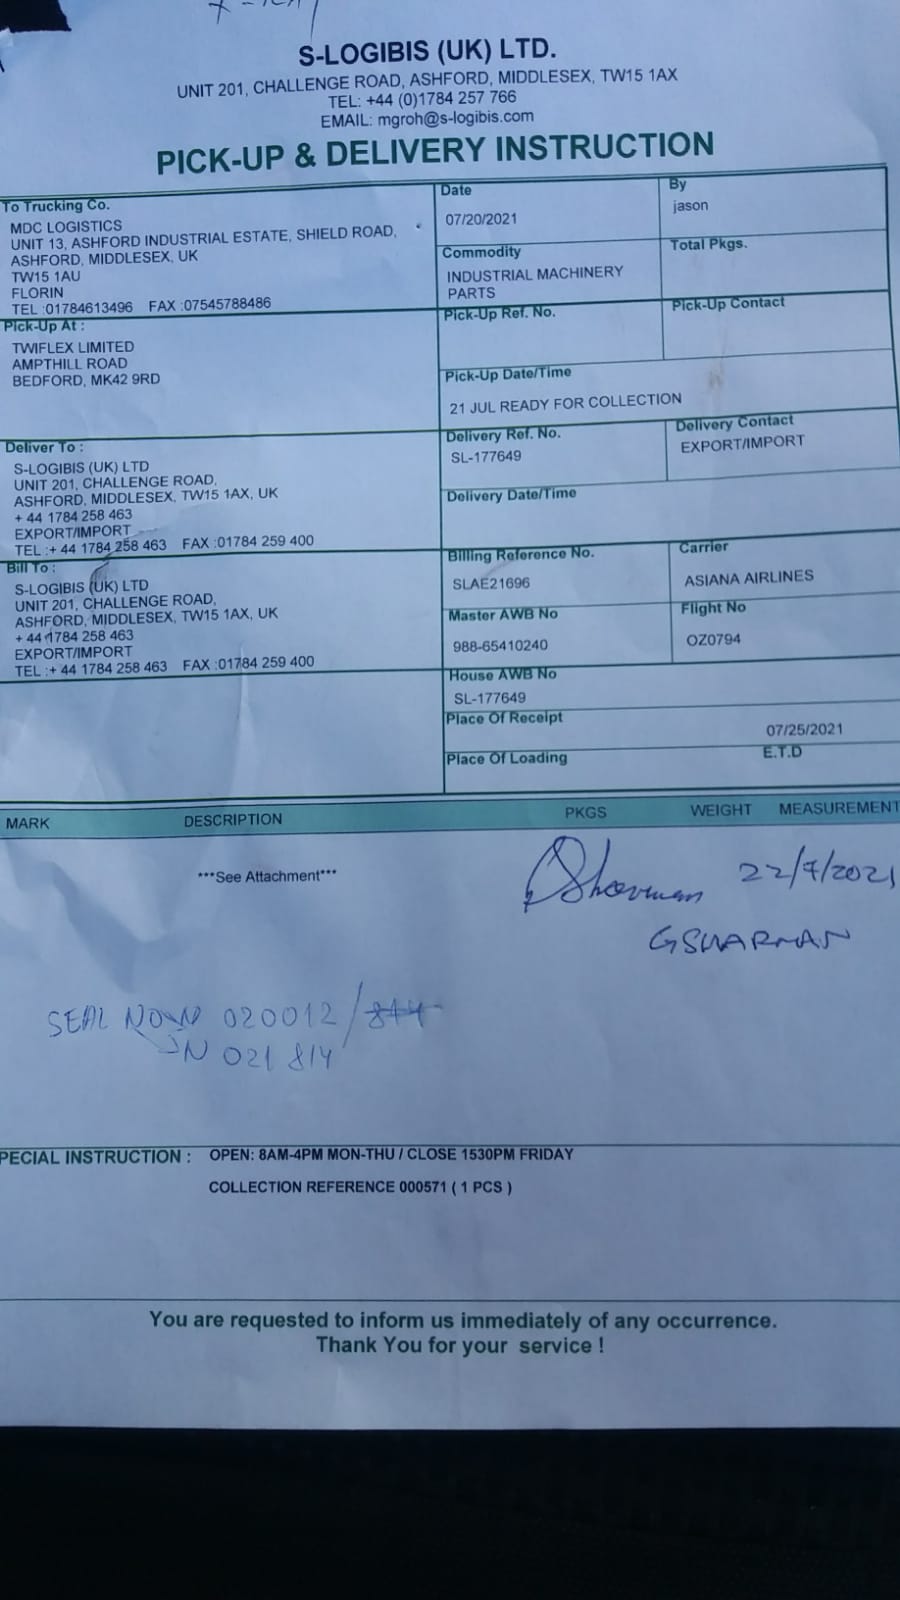 X-RAY
S-LOGIBIS (UK) LTD.
UNIT 201, CHALLENGE ROAD, ASHFORD, MIDDLESEX, TW15 1AX
TEL: +44 (0)1784 257 766
EMAIL: mgroh@s-logibis.com
PICK-UP & DELIVERY INSTRUCTION
To Trucking Co.
MDC LOGISTICS
UNIT 13, ASHFORD INDUSTRIAL ESTATE, SHIELD ROAD,
ASHFORD, MIDDLESEX, UK
TW15 1AU
FLORIN
TEL :01784613496 FAX :07545788486
Date
07/20/2021
By
jason
Commodity
INDUSTRIAL MACHINERY
PARTS
Total Pkgs.
Pick-Up At :
TWIFLEX LIMITED
AMPTHILL ROAD
BEDFORD, MK42 9RD
Pick-Up Ref. No.
Pick-Up Contact
Pick-Up Date/Time
21 JUL READY FOR COLLECTION
Deliver To :
S-LOGIBIS (UK) LTD
UNIT 201, CHALLENGE ROAD,
ASHFORD, MIDDLESEX, TW15 1AX, UK
+ 44 1784 258 463
EXPORT/IMPORT
TEL :+ 44 1784 258 463 FAX :01784 259 400
Delivery Ref. No.
SL-177649
Delivery Contact
EXPORT/IMPORT
Delivery Date/Time
Bill To :
S-LOGIBIS (UK) LTD
UNIT 201, CHALLENGE ROAD,
ASHFORD, MIDDLESEX, TW15 1AX, UK
+ 44 1784 258 463
EXPORT/IMPORT
TEL :+ 44 1784 258 463 FAX :01784 259 400
Billing Reference No.
SLAE21696
Carrier
ASIANA AIRLINES
Master AWB No
988-65410240
Flight No
OZ0794
House AWB No
SL-177649
Place Of Receipt
07/25/2021
Place Of Loading
E.T.D
MARK DESCRIPTION PKGS WEIGHT MEASUREMENT
***See Attachment***
22/7/2021
GSHARMAN
SEAL NO 020012/
JN 021 814
PECIAL INSTRUCTION : OPEN: 8AM-4PM MON-THU / CLOSE 1530PM FRIDAY
COLLECTION REFERENCE 000571 ( 1 PCS )
You are requested to inform us immediately of any occurrence.
Thank You for your service !